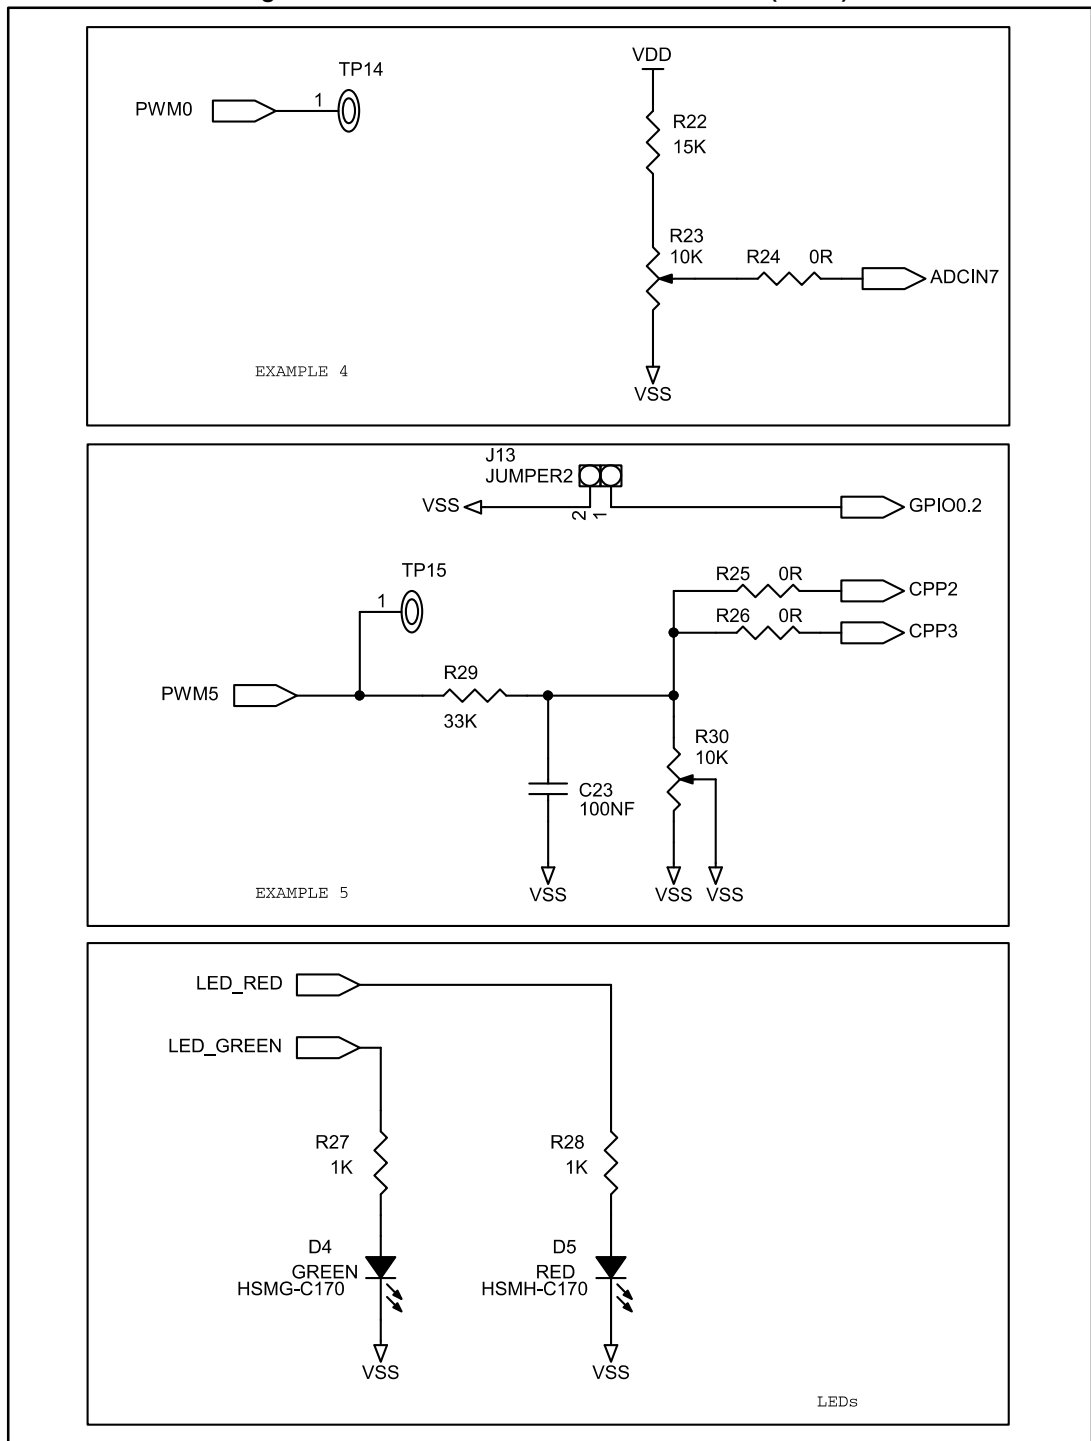 TP14
PWM0
1
VDD
R22
15K
R23
10K
R24 0R
ADCIN7
VSS
EXAMPLE 4
J13
JUMPER2
VSS
2
1
GPIO0.2
TP15
1
R25 0R
CPP2
R26 0R
CPP3
PWM5
R29
33K
R30
10K
C23
100NF
VSS
VSS
VSS
EXAMPLE 5
LED_RED
LED_GREEN
R27
1K
R28
1K
D4
GREEN
HSMG-C170
D5
RED
HSMH-C170
VSS
VSS
LEDs